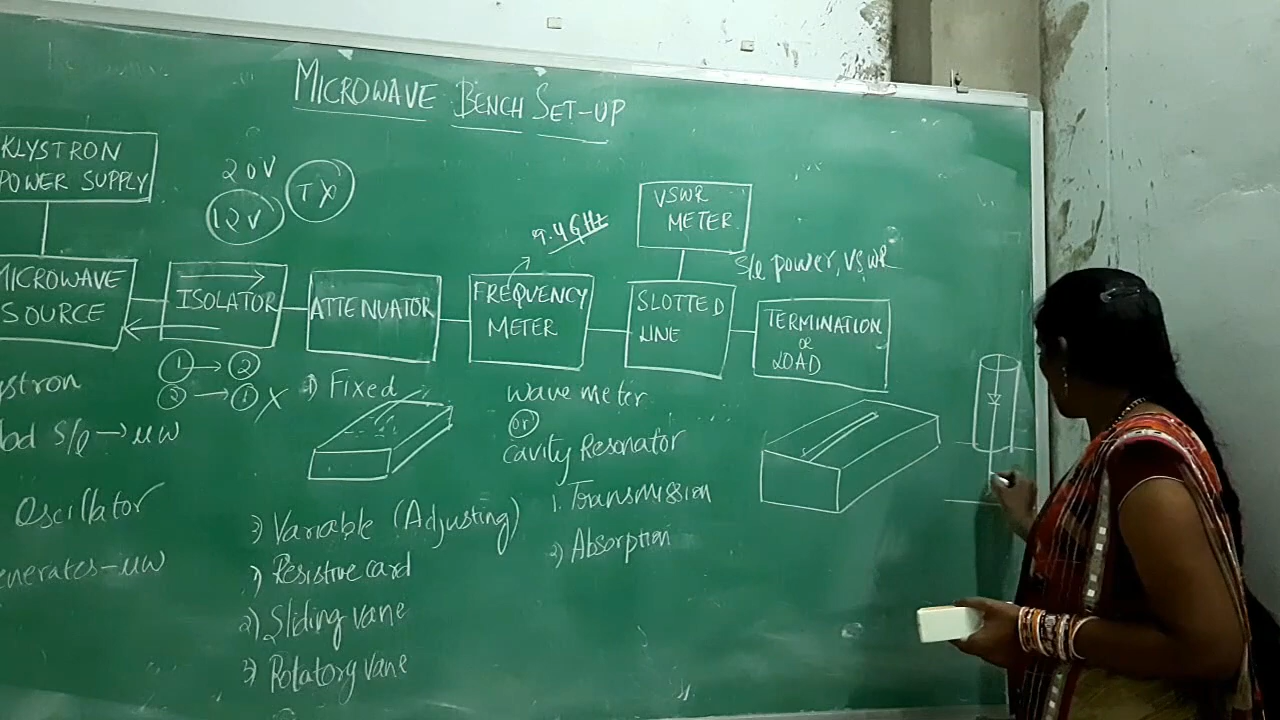 MICROWAVE BENCH SET-UP
KLYSTRON
POWER SUPPLY
20V
12V
TX
MICROWAVE
SOURCE
ISOLATOR
ATTENUATOR
9.4GHz
FREQUENCY
METER
VSWR
METER
SLOTTED
LINE
S/e power, VSWR
TERMINATION
or
LOAD
1 → 2
2 → 1 X
ystron
→ μw
Oscillator
enerates-μw
1) Fixed
2) Variable (Adjusting)
1) Resistive card
2) Sliding vane
3) Rotatory vane
wave meter
(or)
cavity Resonator
1. Transmission
2) Absorption